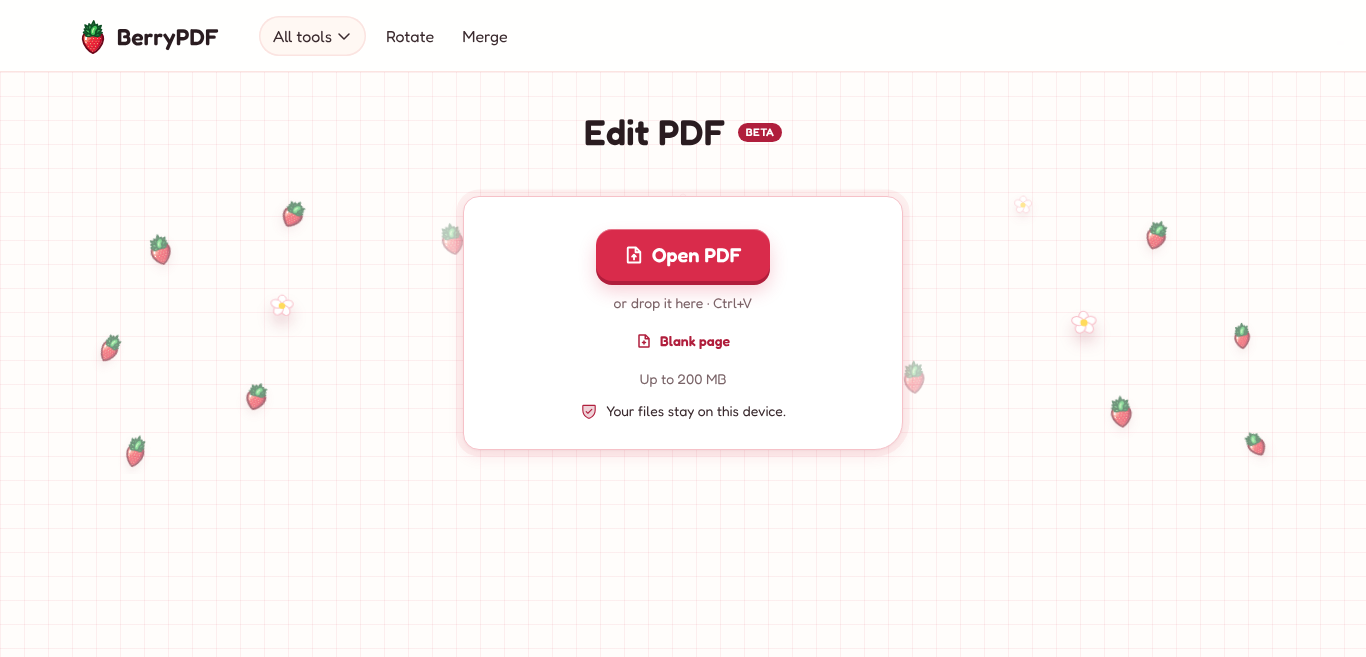 BerryPDF
All tools
Rotate
Merge
Edit PDF BETA
Open PDF
or drop it here · Ctrl+V
Blank page
Up to 200 MB
Your files stay on this device.